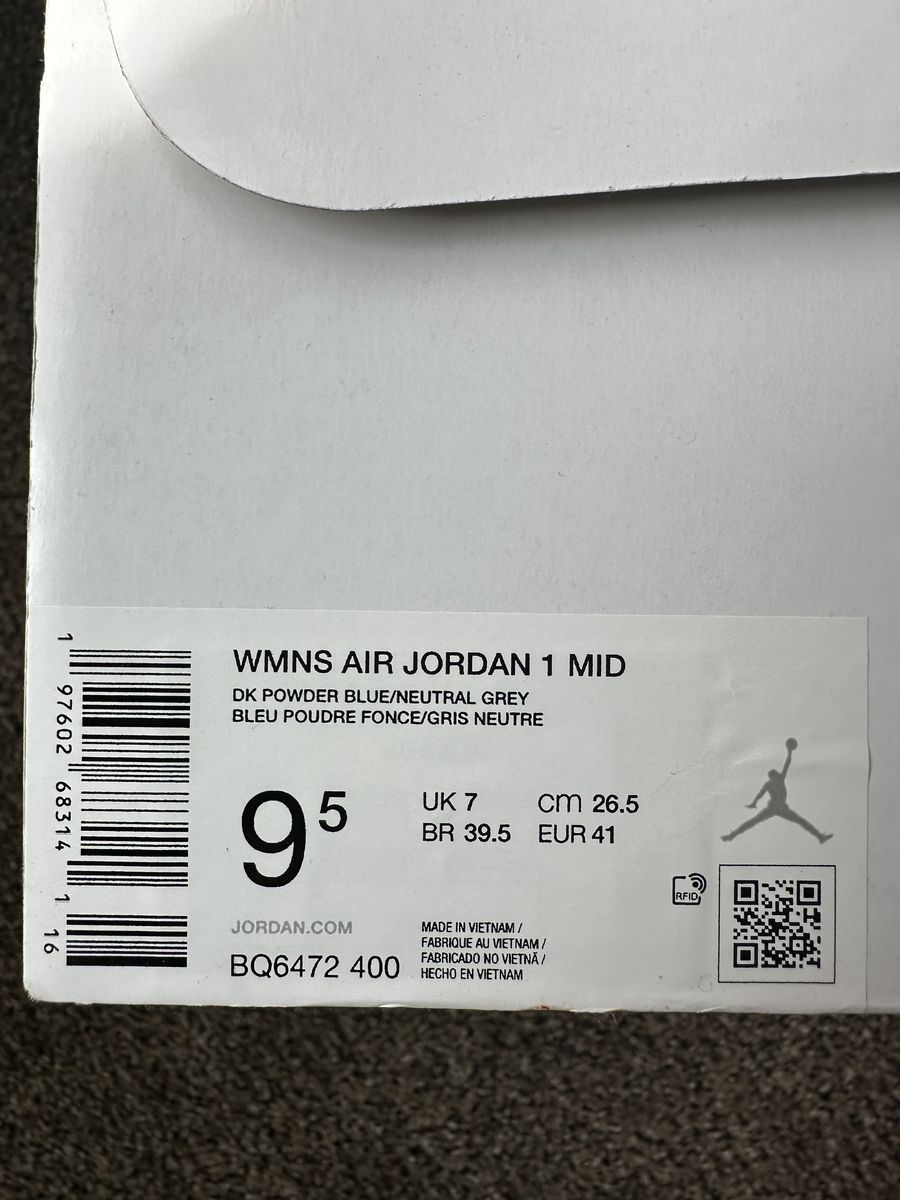 WMNS AIR JORDAN 1 MID
DK POWDER BLUE/NEUTRAL GREY
BLEU POUDRE FONCE/GRIS NEUTRE
9⁵
UK 7 cm 26.5
BR 39.5 EUR 41
RFID
JORDAN.COM
BQ6472 400
MADE IN VIETNAM /
FABRIQUE AU VIETNAM /
FABRICADO NO VIETNÃ /
HECHO EN VIETNAM
1 97602 68314 1 16